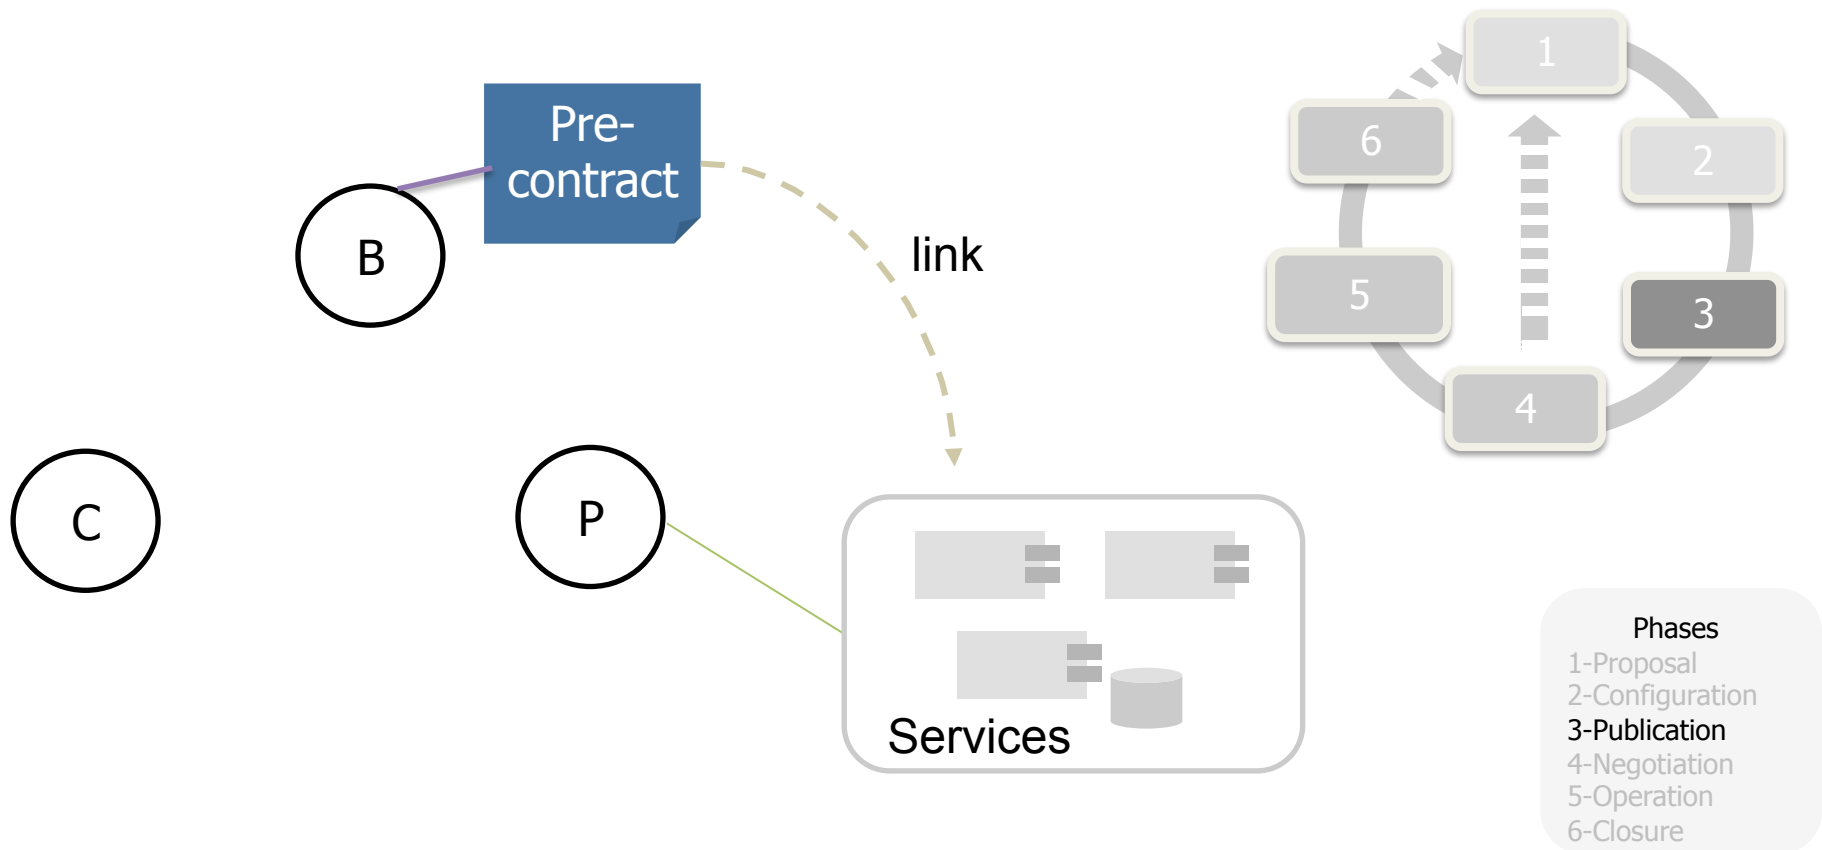 Pre-
contract
B
link
C
P
Services
1
2
3
4
5
6
Phases
1-Proposal
2-Configuration
3-Publication
4-Negotiation
5-Operation
6-Closure